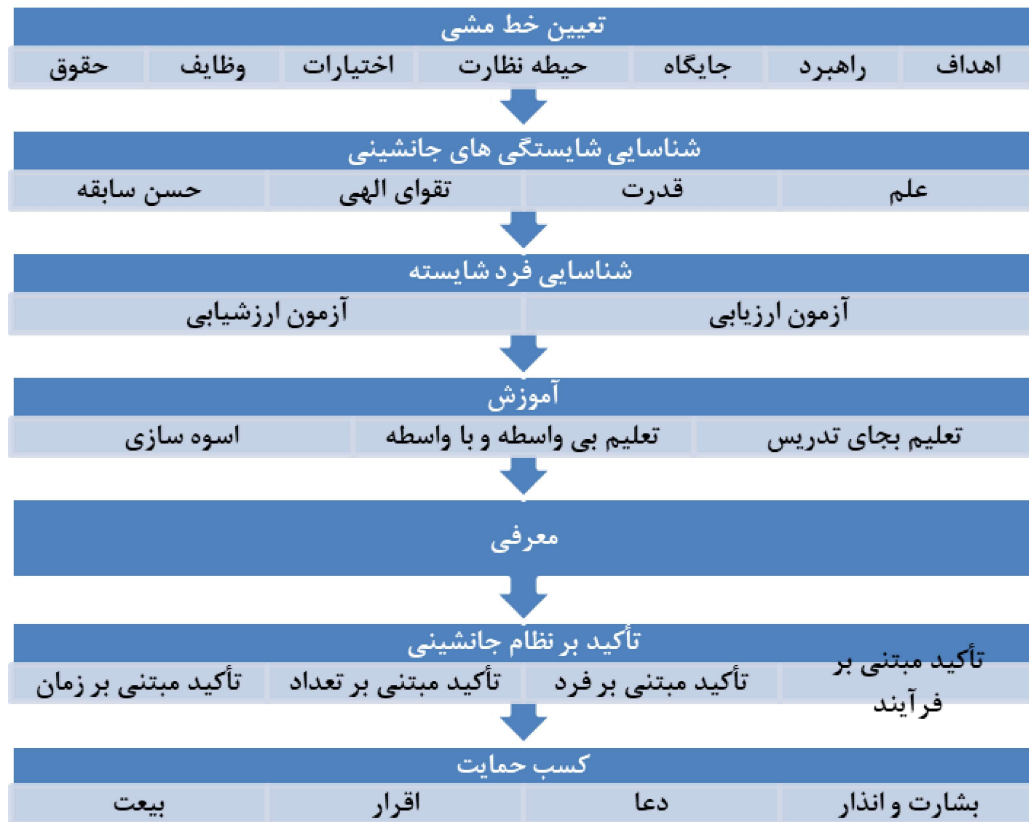 تعیین خط مشی
اهداف راهبرد جایگاه حیطه نظارت اختیارات وظایف حقوق
شناسایی شایستگی های جانشینی
علم قدرت تقوای الهی حسن سابقه
شناسایی فرد شایسته
آزمون ارزیابی آزمون ارزشیابی
آموزش
تعلیم بجای تدریس تعلیم بی واسطه و با واسطه اسوه سازی
معرفی
تأکید بر نظام جانشینی
تأکید مبتنی بر فرآیند تأکید مبتنی بر فرد تأکید مبتنی بر تعداد تأکید مبتنی بر زمان
کسب حمایت
بشارت و انذار دعا اقرار بیعت